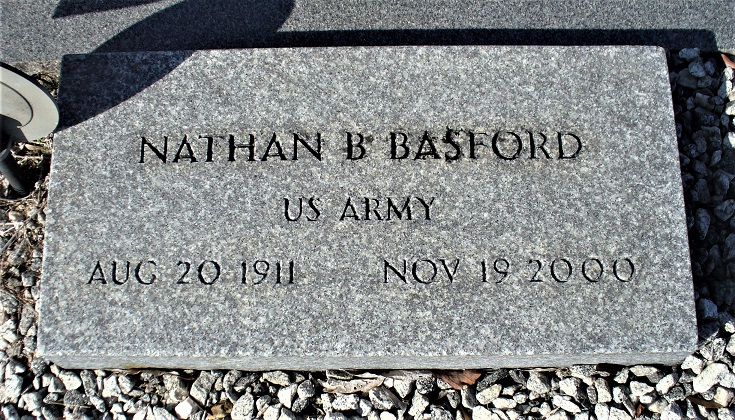 NATHAN B BASFORD
US ARMY
AUG 20 1911 NOV 19 2000